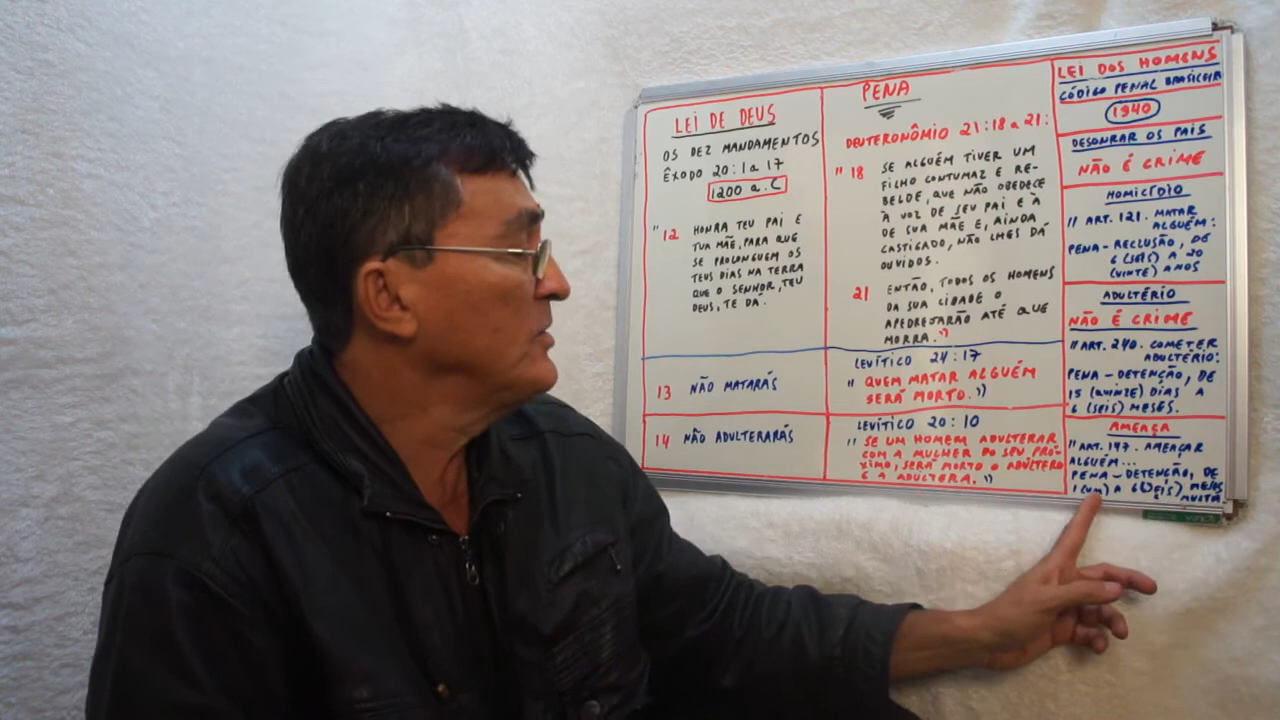 LEI DE DEUS
OS DEZ MANDAMENTOS
ÊXODO 20:1 a 17
1200 a.C
" 12 HONRA TEU PAI E
TUA MÃE, PARA QUE
SE PROLONGUEM OS
TEUS DIAS NA TERRA
QUE O SENHOR, TEU
DEUS, TE DÁ.
13 NÃO MATARÁS
14 NÃO ADULTERARÁS
PENA
DEUTERONÔMIO 21:18 a 21:
" 18 SE ALGUÉM TIVER UM
FILHO CONTUMAZ E RE-
BELDE, QUE NÃO OBEDECE
À VOZ DE SEU PAI E À
DE SUA MÃE E, AINDA
CASTIGADO, NÃO LHES DÁ
OUVIDOS.
21 ENTÃO, TODOS OS HOMENS
DA SUA CIDADE O
APEDREJARÃO ATÉ QUE
MORRA."
LEVÍTICO 24:17
" QUEM MATAR ALGUÉM
SERÁ MORTO. "
LEVÍTICO 20:10
" SE UM HOMEM ADULTERAR
COM A MULHER DO SEU PRÓ-
XIMO, SERÁ MORTO O ADÚLTERO
E A ADÚLTERA. "
LEI DOS HOMENS
CÓDIGO PENAL BRASILEIR
1940
DESONRAR OS PAIS
NÃO É CRIME
HOMICÍDIO
" ART. 121. MATAR
ALGUÉM:
PENA - RECLUSÃO, DE
6 (SEIS) A 20
(VINTE) ANOS
ADULTÉRIO
NÃO É CRIME
" ART. 240. COMETER
ADULTÉRIO:
PENA - DETENÇÃO, DE
15 (QUINZE) DIAS A
6 (SEIS) MESES.
AMEAÇA
" ART. 147. AMEAÇAR
ALGUÉM...
PENA - DETENÇÃO, DE
1 (UM) A 6 (SEIS) MESES
MULTA